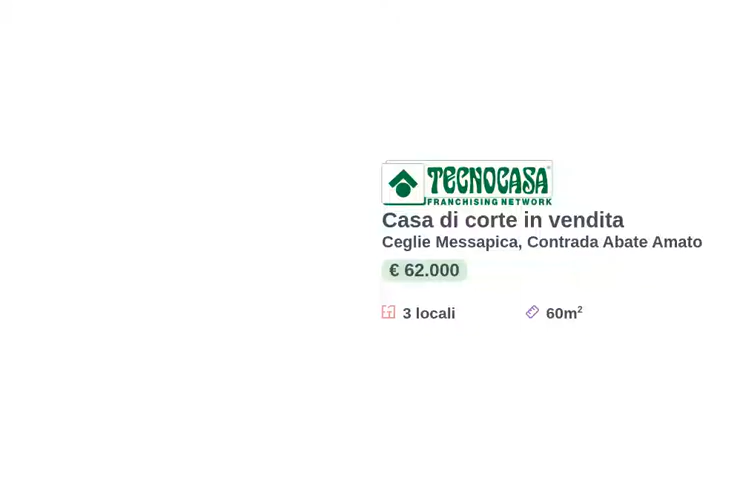 TECNOCASA
FRANCHISING NETWORK
Casa di corte in vendita
Ceglie Messapica, Contrada Abate Amato
€ 62.000
3 locali
60m²